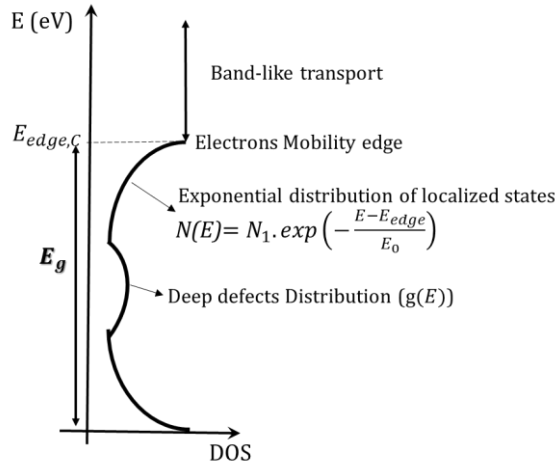 E (eV)
Band-like transport
E_{edge,C}
Electrons Mobility edge
Exponential distribution of localized states
N(E)= N_1 . exp (− \frac{E−E_{edge}}{E_0})
E_g
Deep defects Distribution (g(E))
DOS